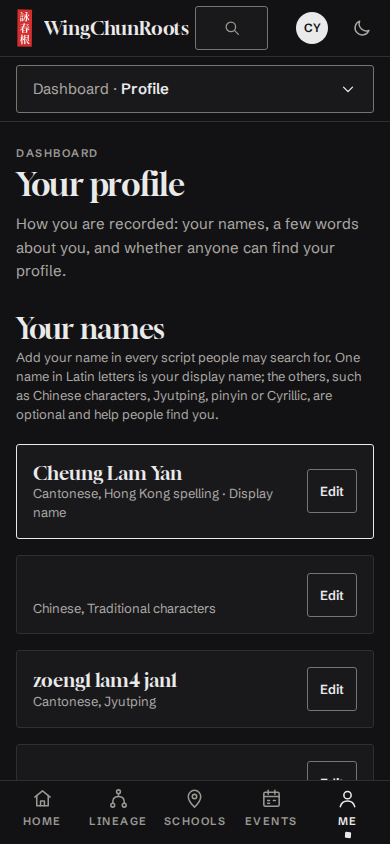 詠春根
WingChunRoots
CY
Dashboard · Profile
DASHBOARD
Your profile
How you are recorded: your names, a few words
about you, and whether anyone can find your
profile.
Your names
Add your name in every script people may search for. One
name in Latin letters is your display name; the others, such
as Chinese characters, Jyutping, pinyin or Cyrillic, are
optional and help people find you.
Cheung Lam Yan
Cantonese, Hong Kong spelling · Display
name
Edit
Chinese, Traditional characters
Edit
zoeng1 lam4 jan1
Cantonese, Jyutping
Edit
Edit
HOME
LINEAGE
SCHOOLS
EVENTS
ME